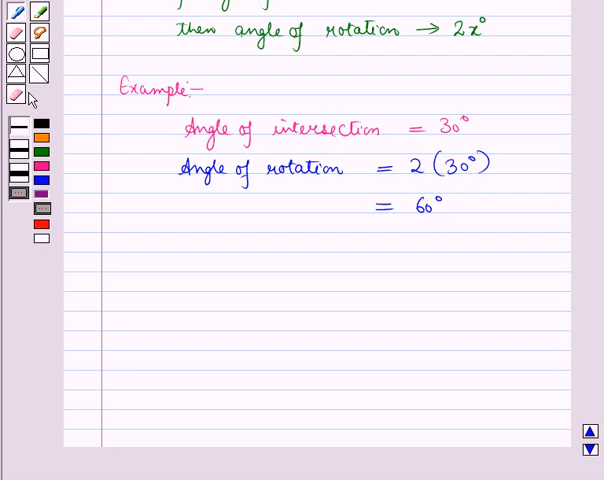 then angle of rotation → 2x°
Example:-
Angle of intersection = 30°
Angle of rotation = 2 (30°)
= 60°